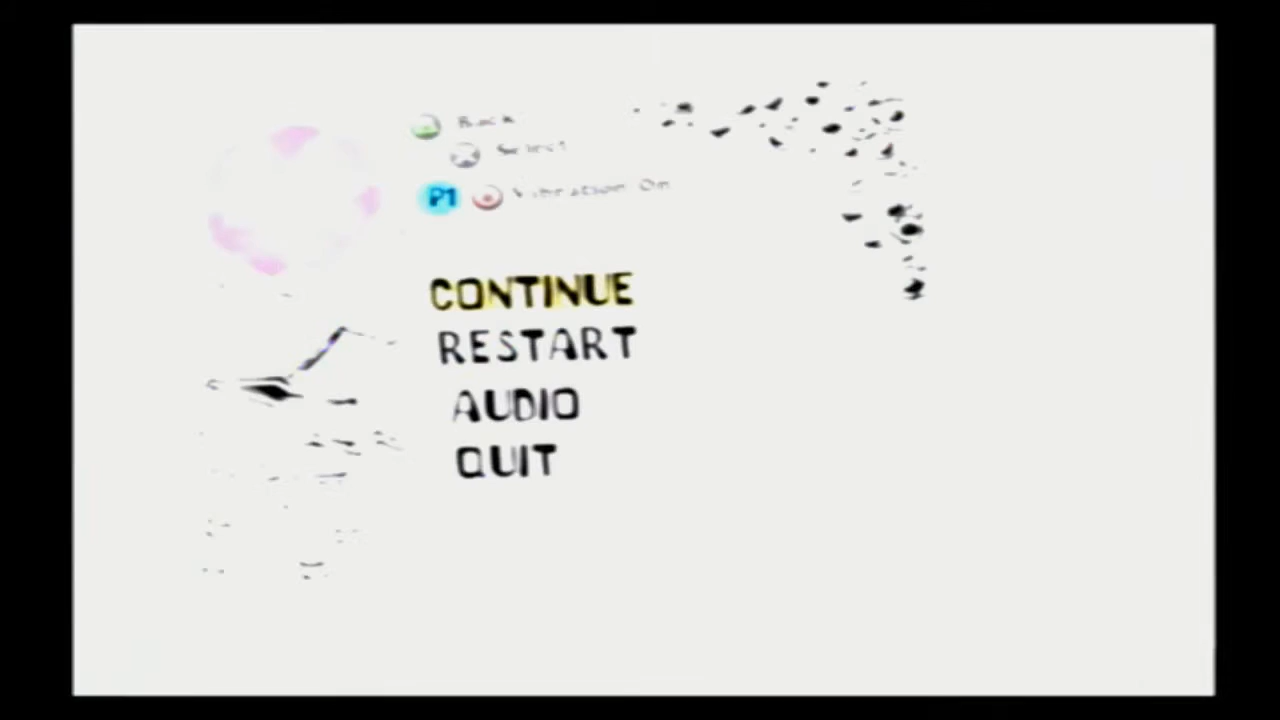 Back
Select
P1 Vibration On
CONTINUE
RESTART
AUDIO
QUIT